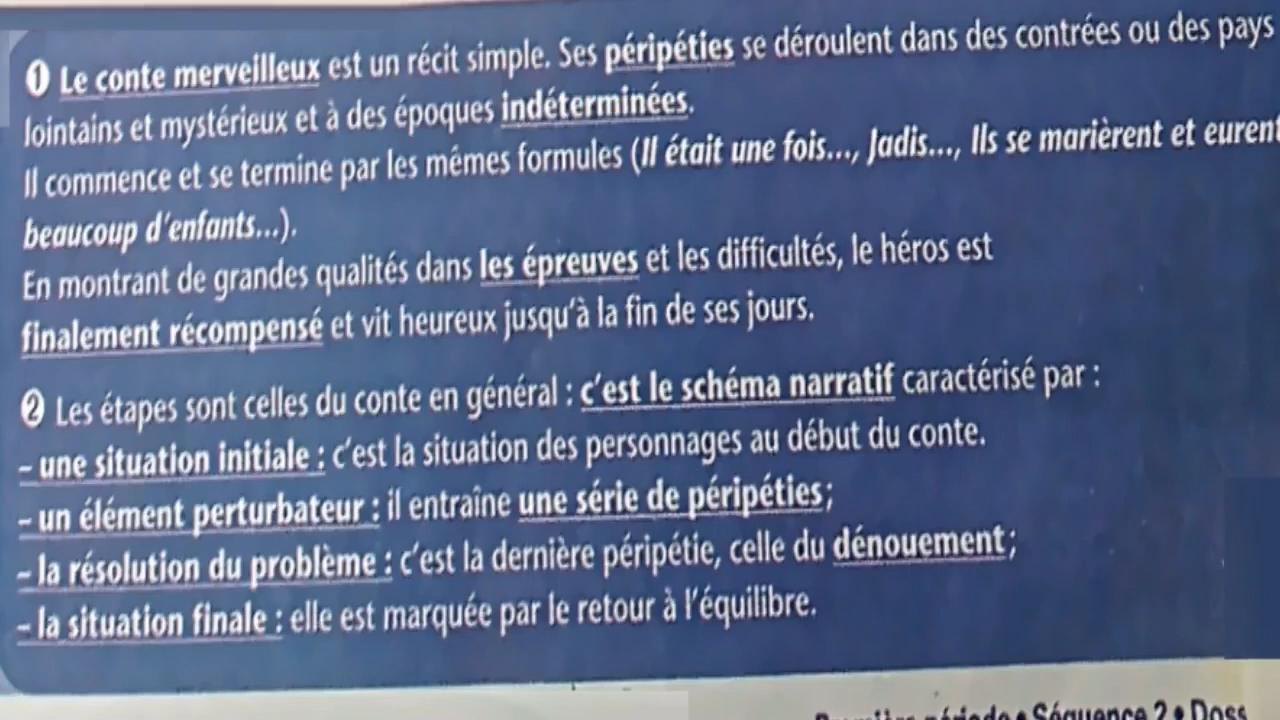 ❶ Le conte merveilleux est un récit simple. Ses péripéties se déroulent dans des contrées ou des pays
lointains et mystérieux et à des époques indéterminées.
Il commence et se termine par les mêmes formules (Il était une fois..., Jadis..., Ils se marièrent et eurent
beaucoup d'enfants...).
En montrant de grandes qualités dans les épreuves et les difficultés, le héros est
finalement récompensé et vit heureux jusqu'à la fin de ses jours.
❷ Les étapes sont celles du conte en général : c'est le schéma narratif caractérisé par :
– une situation initiale : c'est la situation des personnages au début du conte.
– un élément perturbateur : il entraîne une série de péripéties;
– la résolution du problème : c'est la dernière péripétie, celle du dénouement;
– la situation finale : elle est marquée par le retour à l'équilibre.
Première période • Séquence 2 • Doss